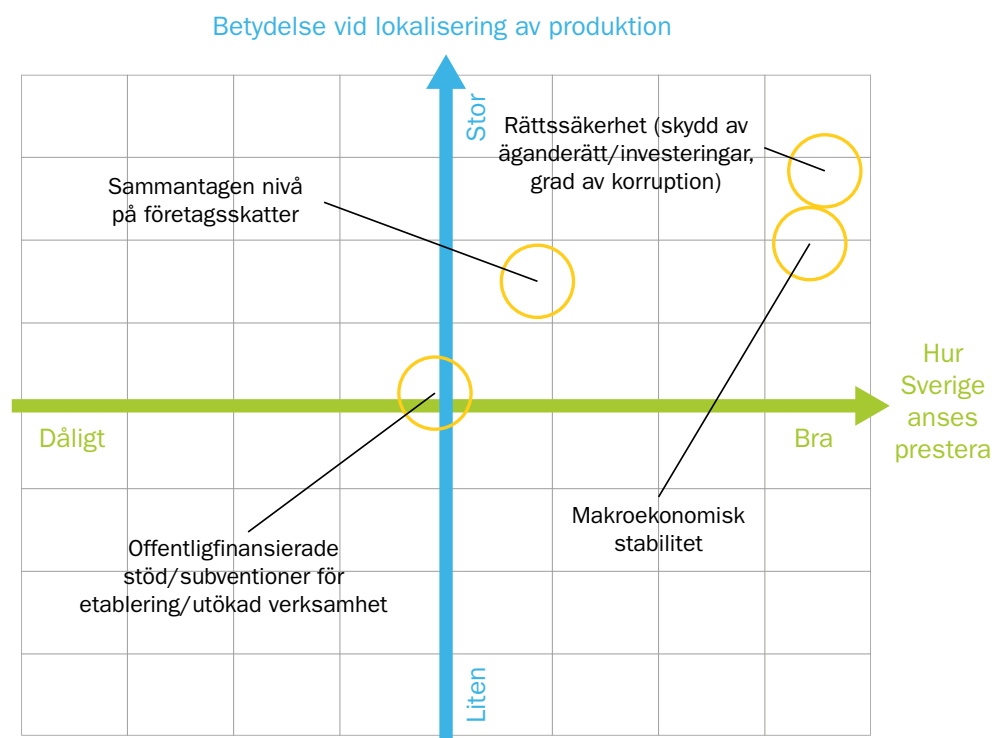 Betydelse vid lokalisering av produktion
Stor
Rättssäkerhet (skydd av
äganderätt/investeringar,
grad av korruption)
Sammantagen nivå
på företagsskatter
Hur
Sverige
anses
prestera
Dåligt
Bra
Makroekonomisk
stabilitet
Offentligfinansierade
stöd/subventioner för
etablering/utökad verksamhet
Liten